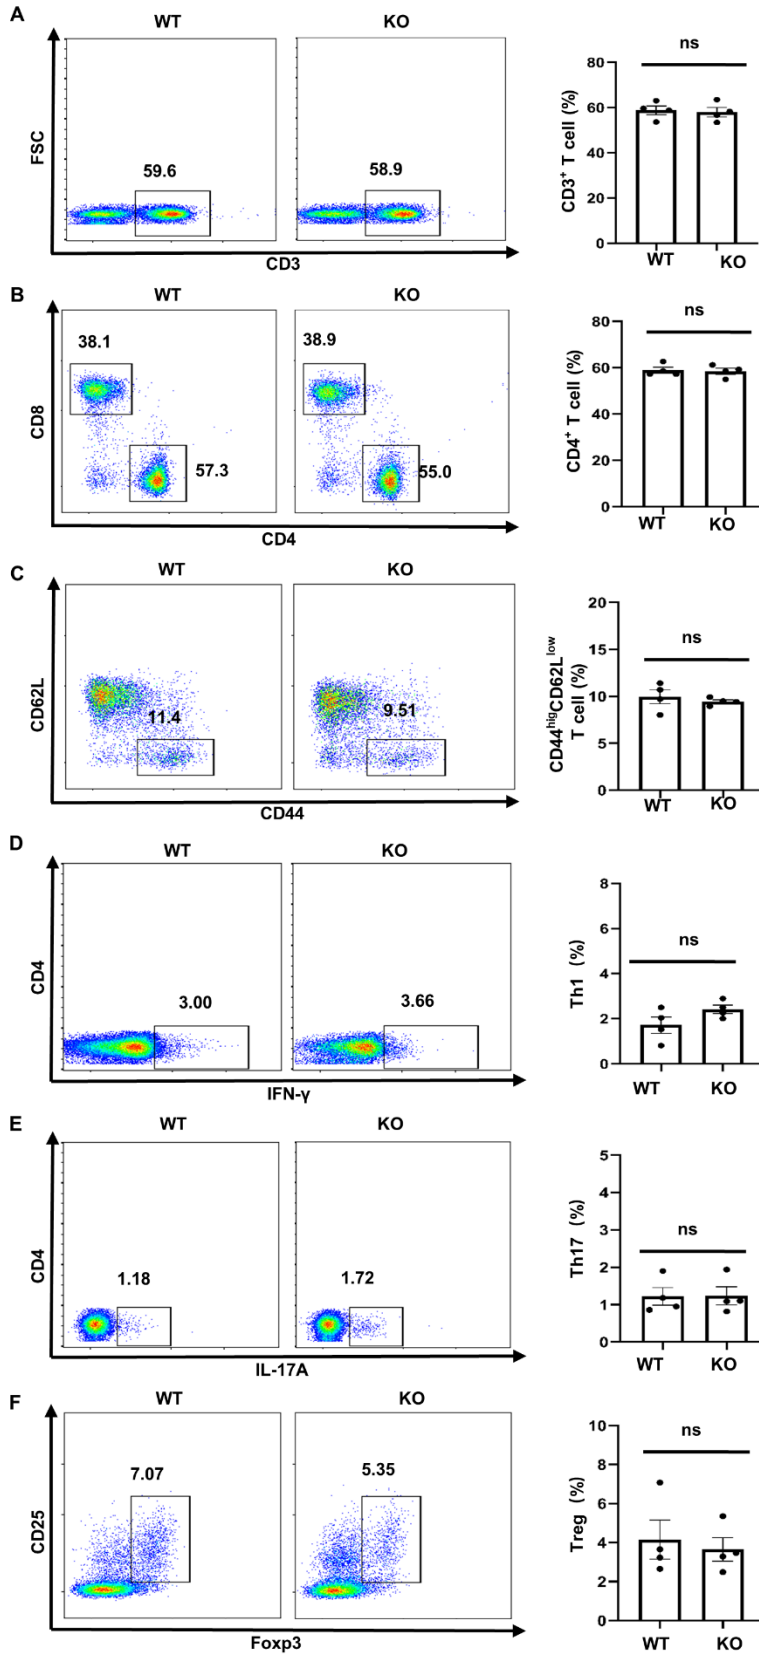 A
WT
KO
ns
FSC
59.6
58.9
CD3
CD3+ T cell (%)
80
60
40
20
0
WT
KO
B
WT
KO
ns
CD8
38.1
38.9
57.3
55.0
CD4
CD4+ T cell (%)
80
60
40
20
0
WT
KO
C
WT
KO
ns
CD62L
11.4
9.51
CD44
CD44highCD62Llow
T cell (%)
20
15
10
5
0
WT
KO
D
WT
KO
ns
CD4
3.00
3.66
IFN-γ
Th1 (%)
8
6
4
2
0
WT
KO
E
WT
KO
ns
CD4
1.18
1.72
IL-17A
Th17 (%)
5
4
3
2
1
0
WT
KO
F
WT
KO
ns
CD25
7.07
5.35
Foxp3
Treg (%)
10
8
6
4
2
0
WT
KO